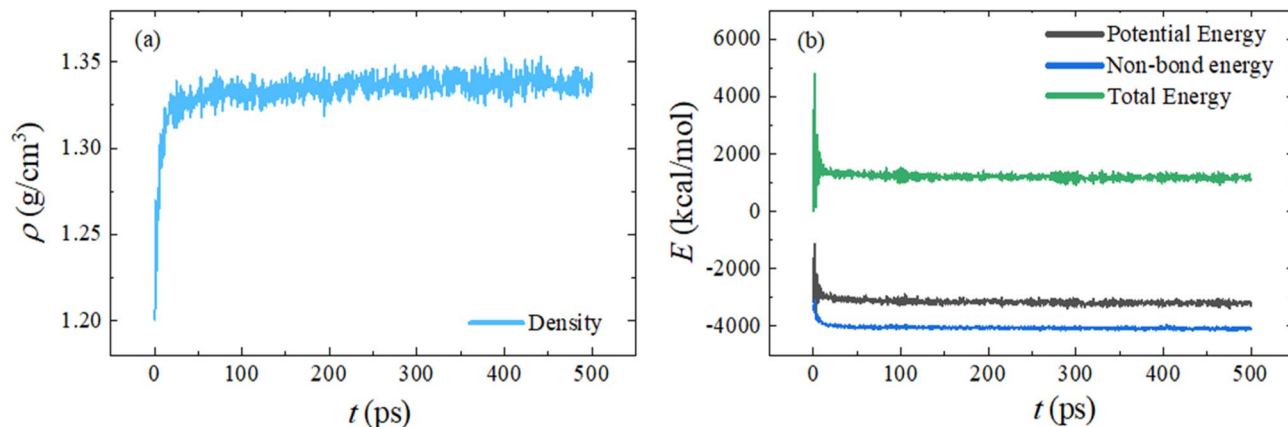 (a)
1.35
1.30
1.25
1.20
ρ (g/cm³)
Density
0 100 200 300 400 500
t (ps)
(b)
Potential Energy
Non-bond energy
Total Energy
6000
4000
2000
0
-2000
-4000
E (kcal/mol)
0 100 200 300 400 500
t (ps)